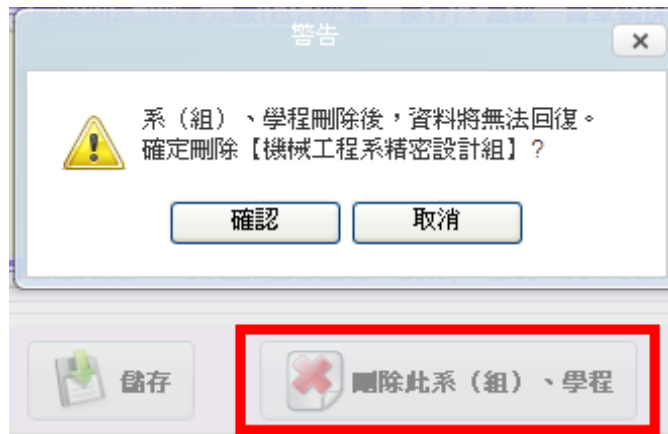 警告
系（組）、學程刪除後，資料將無法回復。
確定刪除【機械工程系精密設計組】？
確認
取消
儲存
刪除此系（組）、學程